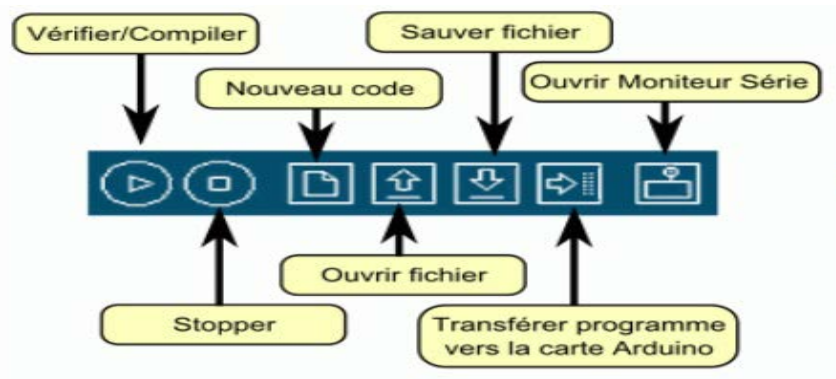 Vérifier/Compiler
Sauver fichier
Nouveau code
Ouvrir Moniteur Série
Ouvrir fichier
Stopper
Transférer programme
vers la carte Arduino